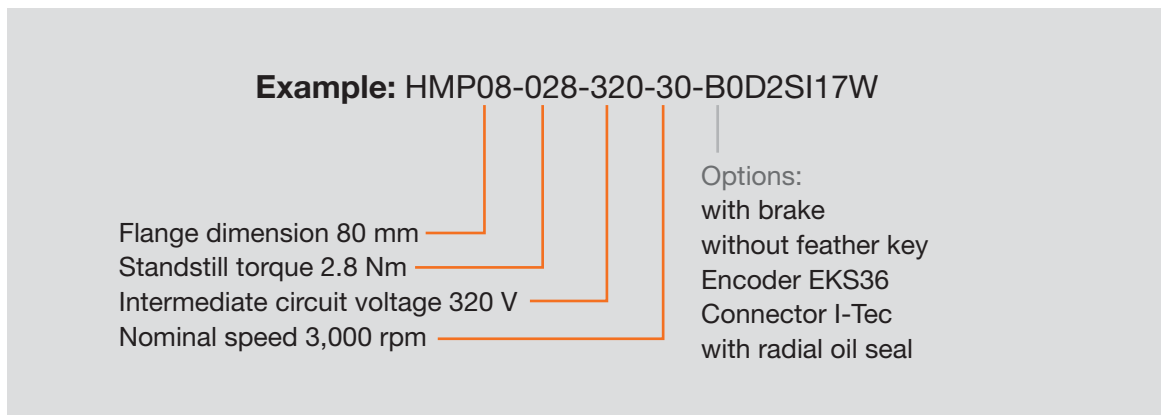 Example: HMP08-028-320-30-B0D2SI17W
Flange dimension 80 mm
Standstill torque 2.8 Nm
Intermediate circuit voltage 320 V
Nominal speed 3,000 rpm
Options:
with brake
without feather key
Encoder EKS36
Connector I-Tec
with radial oil seal